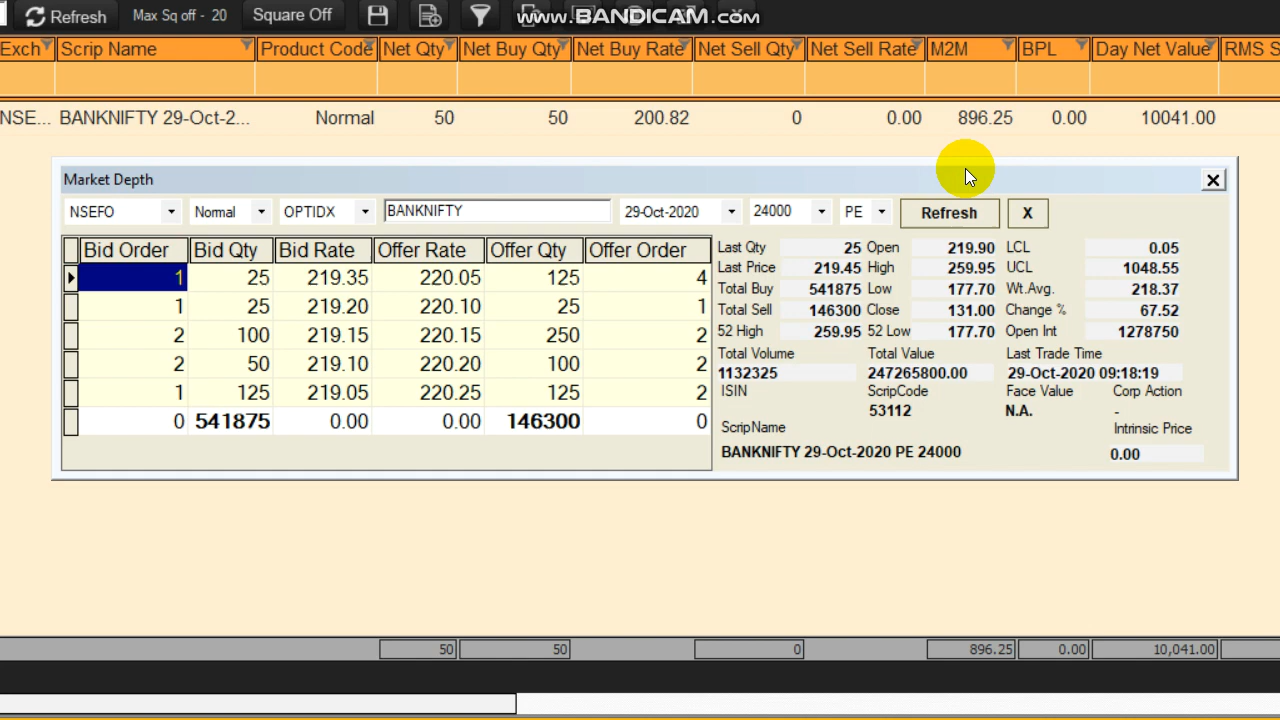 Refresh Max Sq off - 20 Square Off www.BANDICAM.com
Exch Scrip Name Product Code Net Qty Net Buy Qty Net Buy Rate Net Sell Qty Net Sell Rate M2M BPL Day Net Value RMS S
NSE... BANKNIFTY 29-Oct-2... Normal 50 50 200.82 0 0.00 896.25 0.00 10041.00
Market Depth
NSEFO Normal OPTIDX BANKNIFTY 29-Oct-2020 24000 PE Refresh X
Bid Order Bid Qty Bid Rate Offer Rate Offer Qty Offer Order
1 25 219.35 220.05 125 4
1 25 219.20 220.10 25 1
2 100 219.15 220.15 250 2
2 50 219.10 220.20 100 2
1 125 219.05 220.25 125 2
0 541875 0.00 0.00 146300 0
Last Qty 25 Open 219.90 LCL 0.05
Last Price 219.45 High 259.95 UCL 1048.55
Total Buy 541875 Low 177.70 Wt.Avg. 218.37
Total Sell 146300 Close 131.00 Change % 67.52
52 High 259.95 52 Low 177.70 Open Int 1278750
Total Volume Total Value Last Trade Time
1132325 247265800.00 29-Oct-2020 09:18:19
ISIN ScripCode Face Value Corp Action
53112 N.A. -
ScripName Intrinsic Price
BANKNIFTY 29-Oct-2020 PE 24000 0.00
50 50 0 896.25 0.00 10,041.00